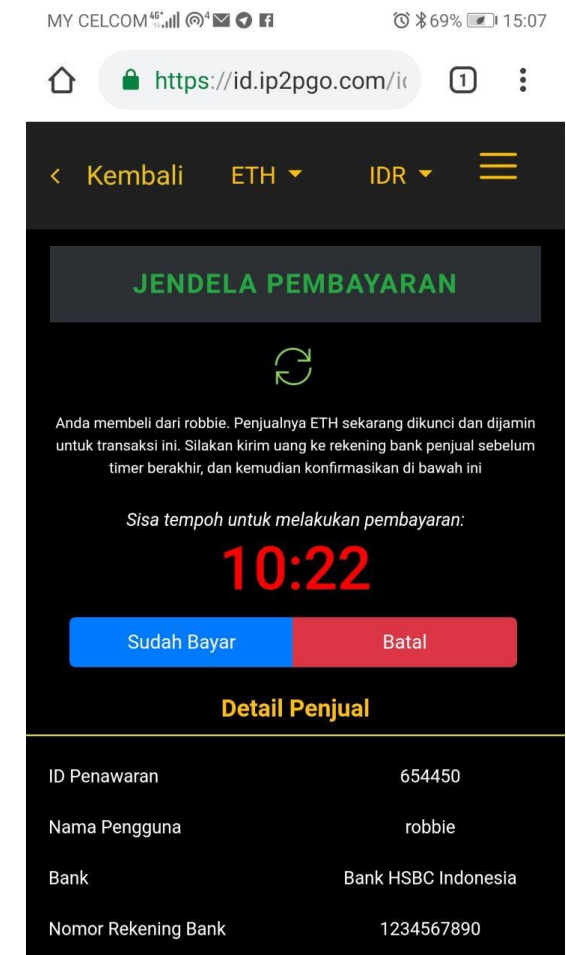 MY CELCOM 4G+ 69% 15:07
https://id.ip2pgo.com/ 1
Kembali ETH IDR
JENDELA PEMBAYARAN
Anda membeli dari robbie. Penjualnya ETH sekarang dikunci dan dijamin
untuk transaksi ini. Silakan kirim uang ke rekening bank penjual sebelum
timer berakhir, dan kemudian konfirmasikan di bawah ini
Sisa tempoh untuk melakukan pembayaran:
10:22
Sudah Bayar Batal
Detail Penjual
ID Penawaran 654450
Nama Pengguna robbie
Bank Bank HSBC Indonesia
Nomor Rekening Bank 1234567890